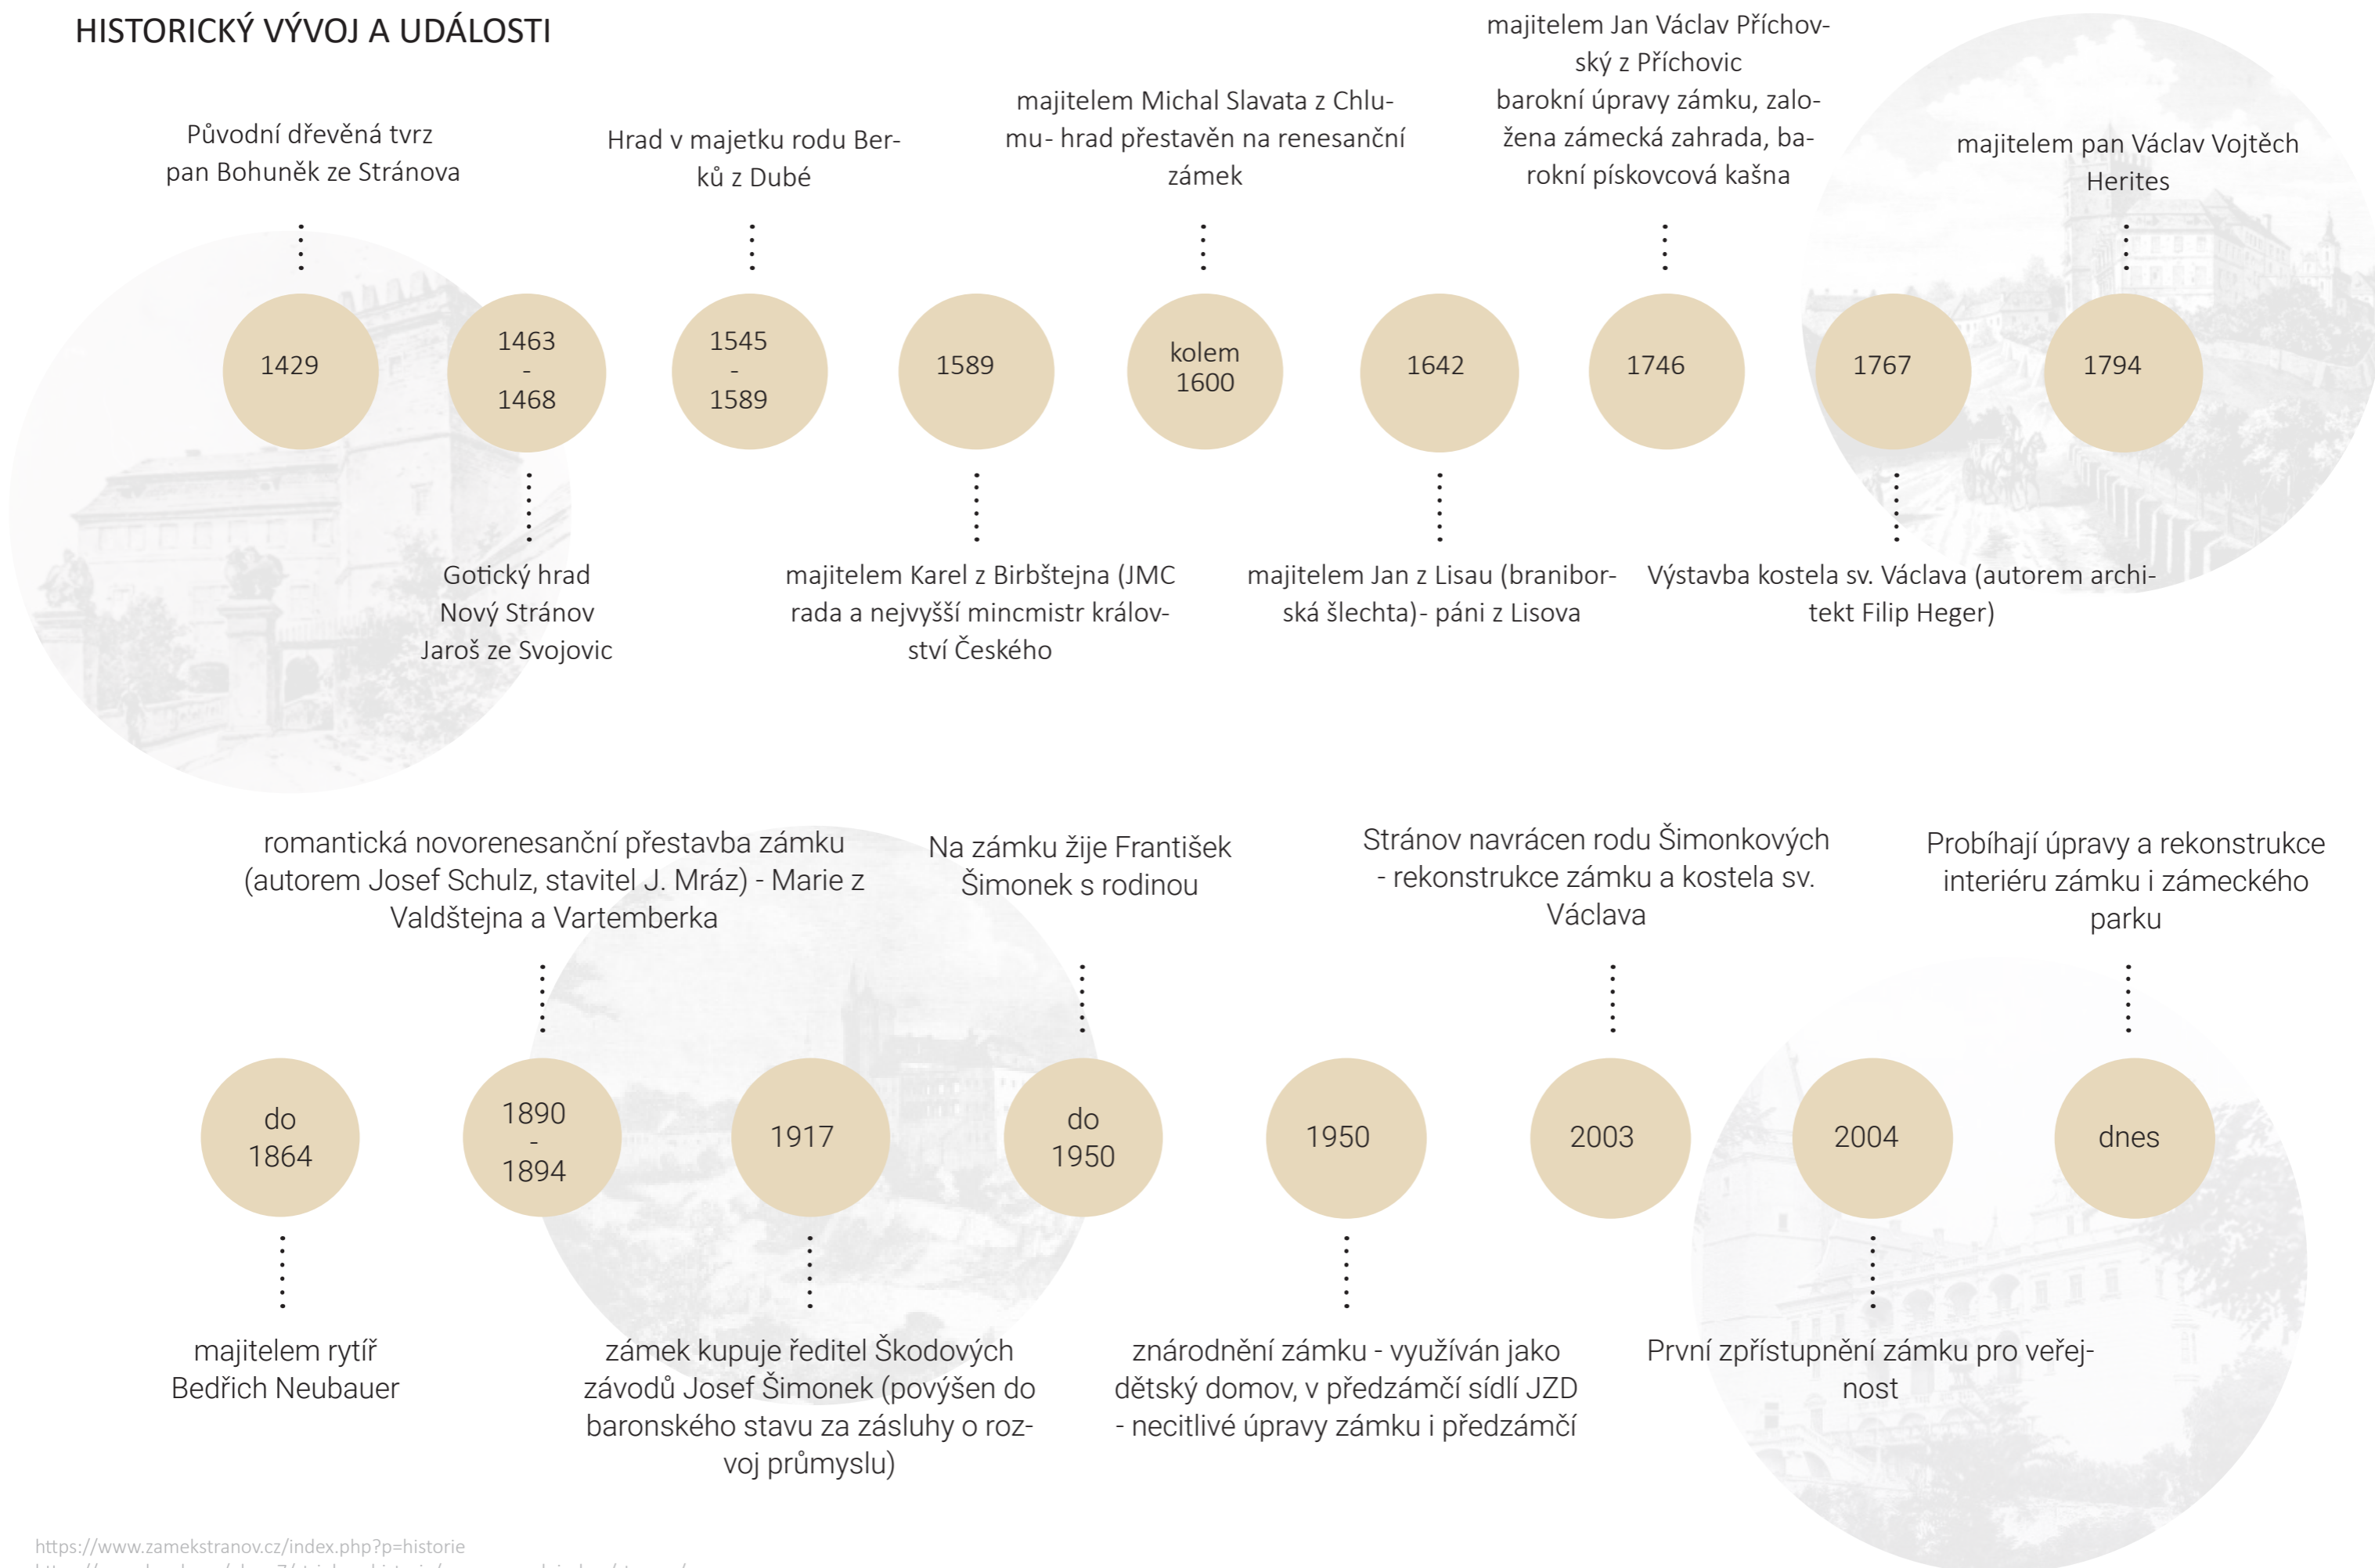 HISTORICKÝ VÝVOJ A UDÁLOSTI
Původní dřevěná tvrz
pan Bohuněk ze Stránova
Hrad v majetku rodu Ber-
ků z Dubé
majitelem Michal Slavata z Chlu-
mu- hrad přestavěn na renesanční
zámek
majitelem Jan Václav Příchov-
ský z Příchovic
barokní úpravy zámku, zalo-
žena zámecká zahrada, ba-
rokní pískovcová kašna
majitelem pan Václav Vojtěch
Herites
1429
1463
-
1468
1545
-
1589
1589
kolem
1600
1642
1746
1767
1794
Gotický hrad
Nový Stránov
Jaroš ze Svojovic
majitelem Karel z Birbštejna (JMC
rada a nejvyšší mincmistr králov-
ství Českého
majitelem Jan z Lisau (branibor-
ská šlechta)- páni z Lisova
Výstavba kostela sv. Václava (autorem archi-
tekt Filip Heger)
romantická novorenesanční přestavba zámku
(autorem Josef Schulz, stavitel J. Mráz) - Marie z
Valdštejna a Vartemberka
Na zámku žije František
Šimonek s rodinou
Stránov navrácen rodu Šimonkových
- rekonstrukce zámku a kostela sv.
Václava
Probíhají úpravy a rekonstrukce
interiéru zámku i zámeckého
parku
do
1864
1890
-
1894
1917
do
1950
1950
2003
2004
dnes
majitelem rytíř
Bedřich Neubauer
zámek kupuje ředitel Škodových
závodů Josef Šimonek (povýšen do
baronského stavu za zásluhy o roz-
voj průmyslu)
znárodnění zámku - využíván jako
dětský domov, v předzámčí sídlí JZD
- necitlivé úpravy zámku i předzámčí
První zpřístupnění zámku pro veřej-
nost
https://www.zamekstranov.cz/index.php?p=historie